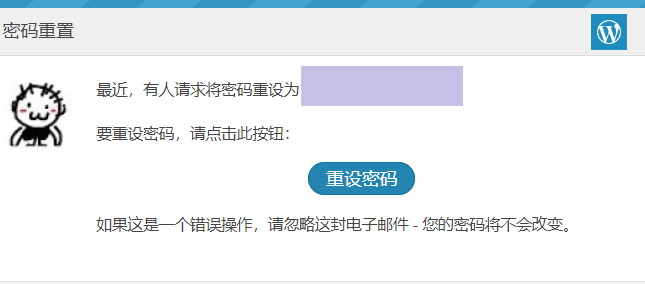 密码重置
最近，有人请求将密码重设为
要重设密码，请点击此按钮：
重设密码
如果这是一个错误操作，请忽略这封电子邮件 - 您的密码将不会改变。